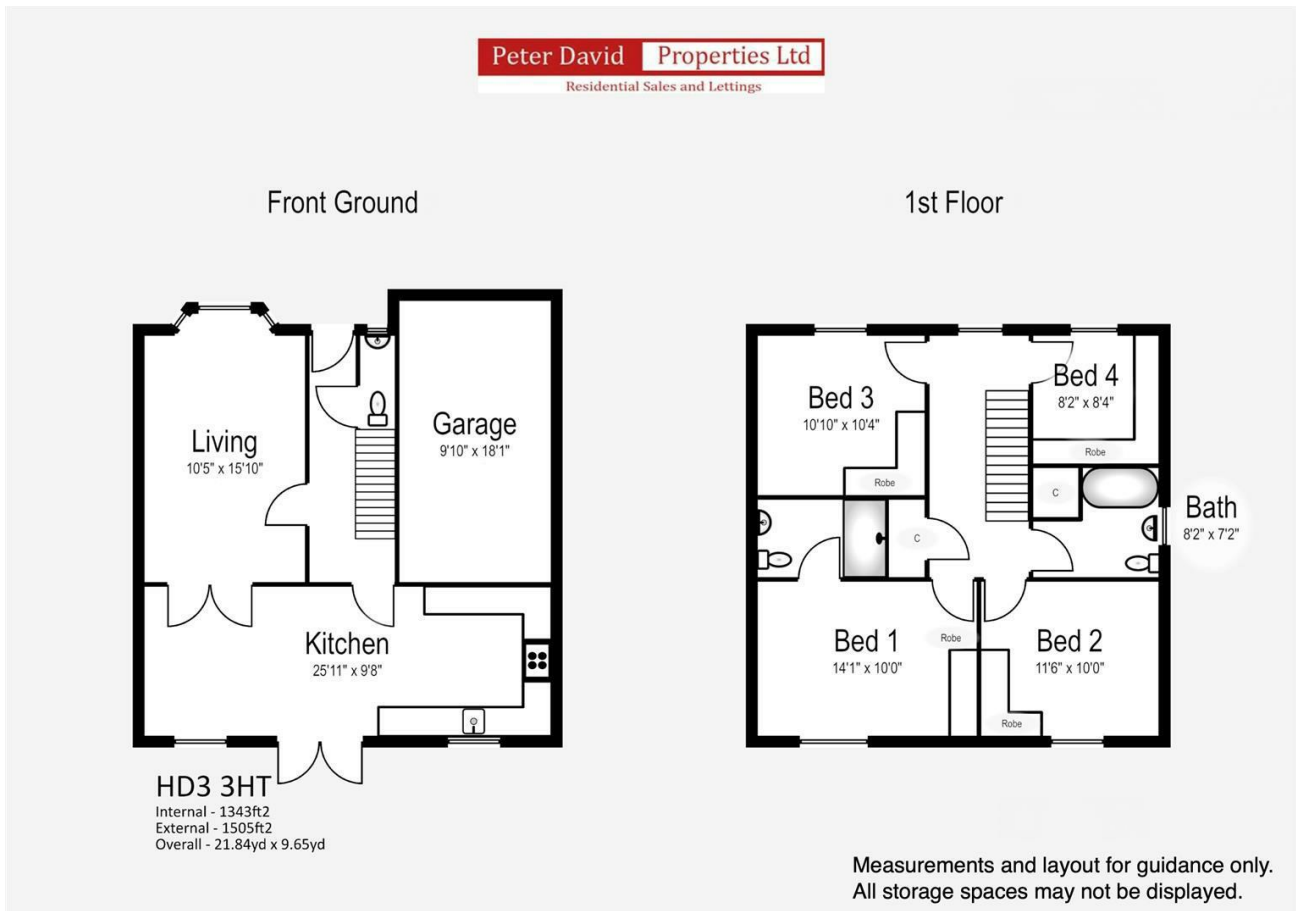 Peter David Properties Ltd
Residential Sales and Lettings
Front Ground
1st Floor
Living
10'5" x 15'10"
Garage
9'10" x 18'1"
Kitchen
25'11" x 9'8"
Bed 3
10'10" x 10'4"
Robe
Bed 4
8'2" x 8'4"
Robe
C
Bath
8'2" x 7'2"
C
Bed 1
14'1" x 10'0"
Robe
Bed 2
11'6" x 10'0"
Robe
HD3 3HT
Internal - 1343ft2
External - 1505ft2
Overall - 21.84yd x 9.65yd
Measurements and layout for guidance only.
All storage spaces may not be displayed.